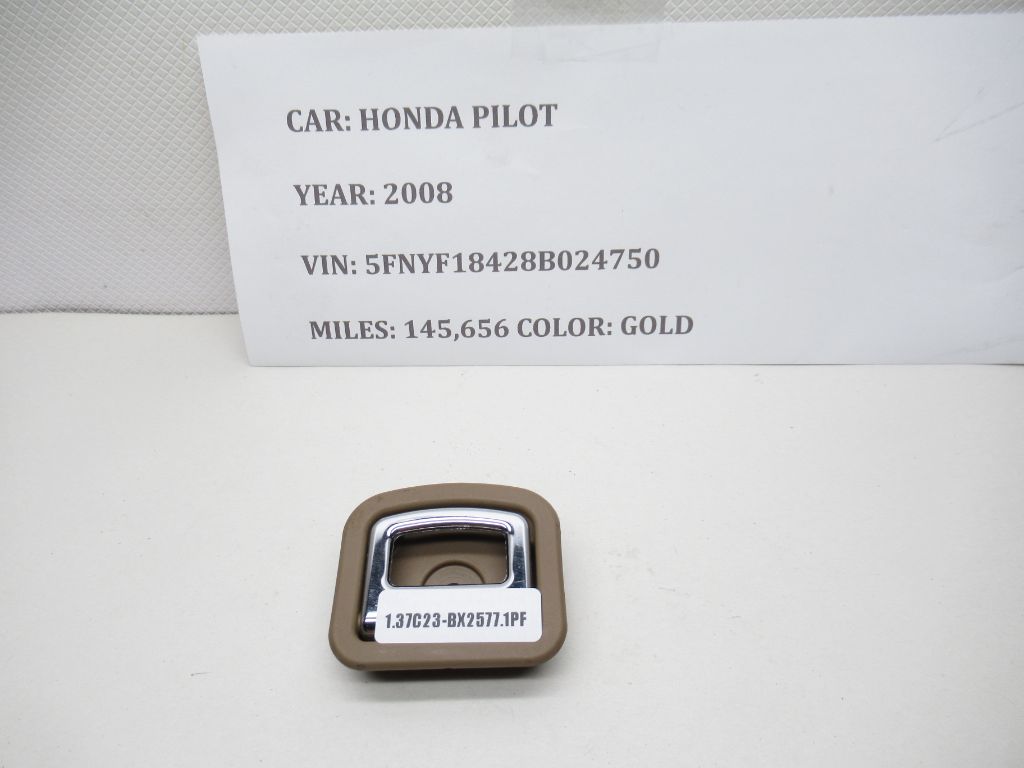 CAR: HONDA PILOT
YEAR: 2008
VIN: 5FNYF18428B024750
MILES: 145,656 COLOR: GOLD
1.37C23-BX2577.1PF